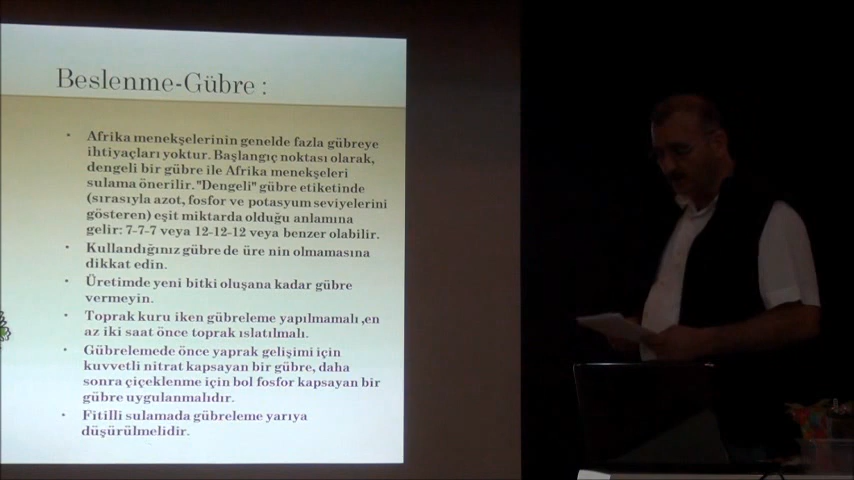 Beslenme-Gübre :
• Afrika menekşelerinin genelde fazla gübreye
ihtiyaçları yoktur. Başlangıç noktası olarak,
dengeli bir gübre ile Afrika menekşeleri
sulama önerilir. "Dengeli" gübre etiketinde
(sırasıyla azot, fosfor ve potasyum seviyelerini
gösteren) eşit miktarda olduğu anlamına
gelir: 7-7-7 veya 12-12-12 veya benzer olabilir.
• Kullandığınız gübre de üre nin olmamasına
dikkat edin.
• Üretimde yeni bitki oluşana kadar gübre
vermeyin.
• Toprak kuru iken gübreleme yapılmamalı ,en
az iki saat önce toprak ıslatılmalı.
• Gübrelemede önce yaprak gelişimi için
kuvvetli nitrat kapsayan bir gübre, daha
sonra çiçeklenme için bol fosfor kapsayan bir
gübre uygulanmalıdır.
• Fitilli sulamada gübreleme yarıya
düşürülmelidir.